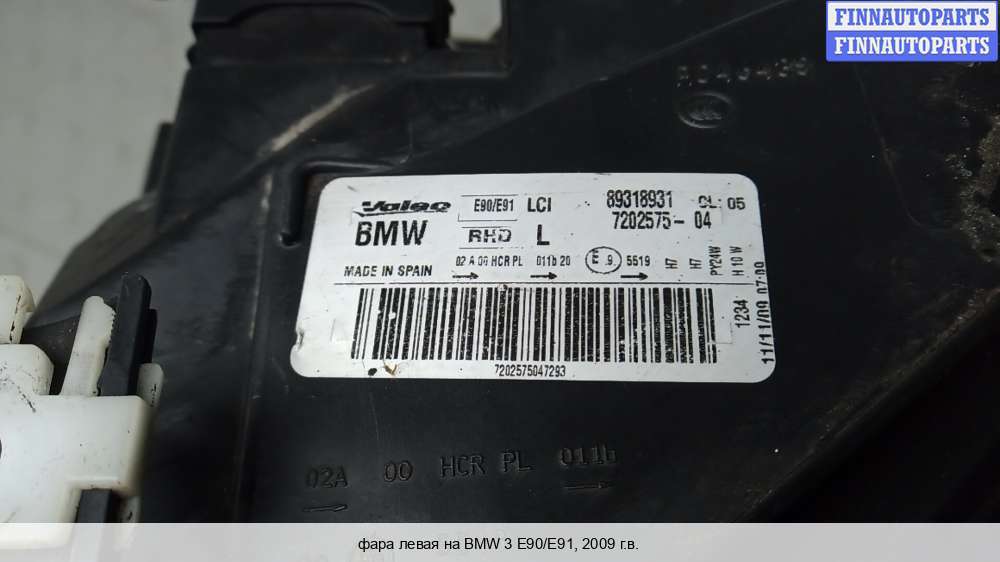 FINNAUTOPARTS
FINNAUTOPARTS
Valeo E90/E91 LCI 89318931 CL: 05
BMW RHD L 7202575-04
MADE IN SPAIN 02 A 00 HCR PL 011b 20 E 9 5519 H7 H7 PY24W H10W
1234
11/11/09 07:00
7202575047293
02A 00 HCR PL 011b
фара левая на BMW 3 E90/E91, 2009 г.в.